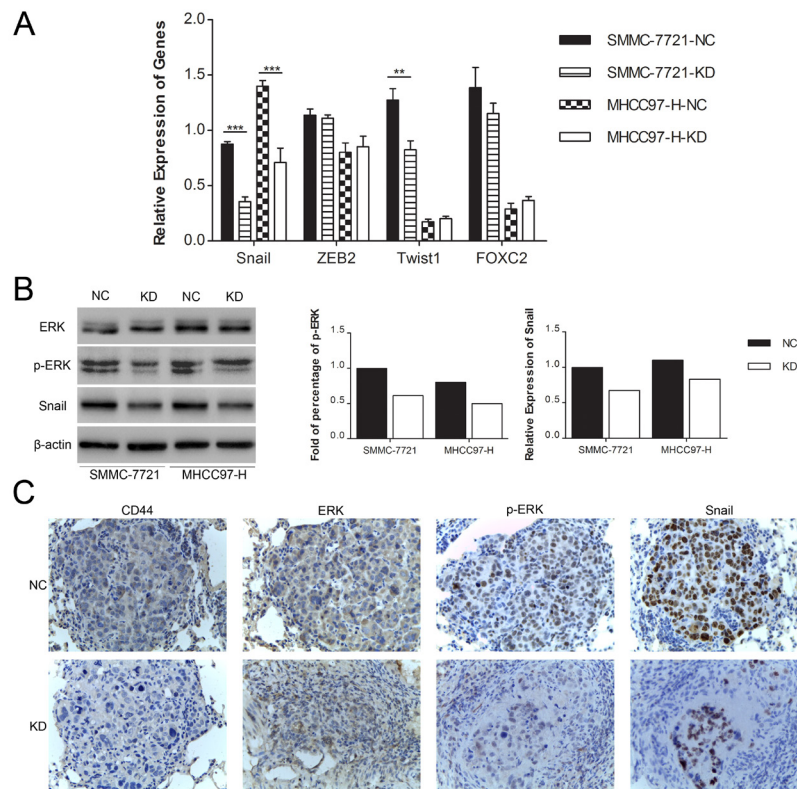 A
Relative Expression of Genes
2.0
1.5
1.0
0.5
0.0
***
***
**
Snail ZEB2 Twist1 FOXC2
SMMC-7721-NC
SMMC-7721-KD
MHCC97-H-NC
MHCC97-H-KD
B
NC KD NC KD
ERK
p-ERK
Snail
β-actin
SMMC-7721 MHCC97-H
Fold of percentage of p-ERK
1.5
1.0
0.5
0.0
SMMC-7721 MHCC97-H
Relative Expression of Snail
1.5
1.0
0.5
0.0
SMMC-7721 MHCC97-H
NC
KD
C
CD44 ERK p-ERK Snail
NC
KD